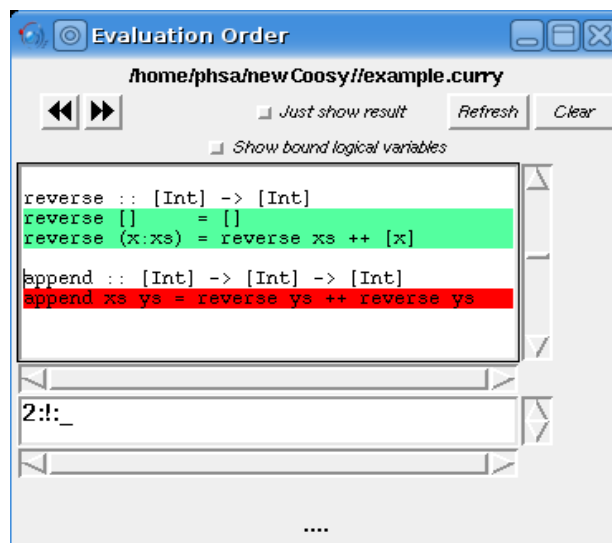 Evaluation Order
/home/phsa/newCoosy//example.curry
Just show result Refresh Clear
Show bound logical variables
reverse :: [Int] -> [Int]
reverse [] = []
reverse (x:xs) = reverse xs ++ [x]
append :: [Int] -> [Int] -> [Int]
append xs ys = reverse ys ++ reverse ys
2:!:_
....